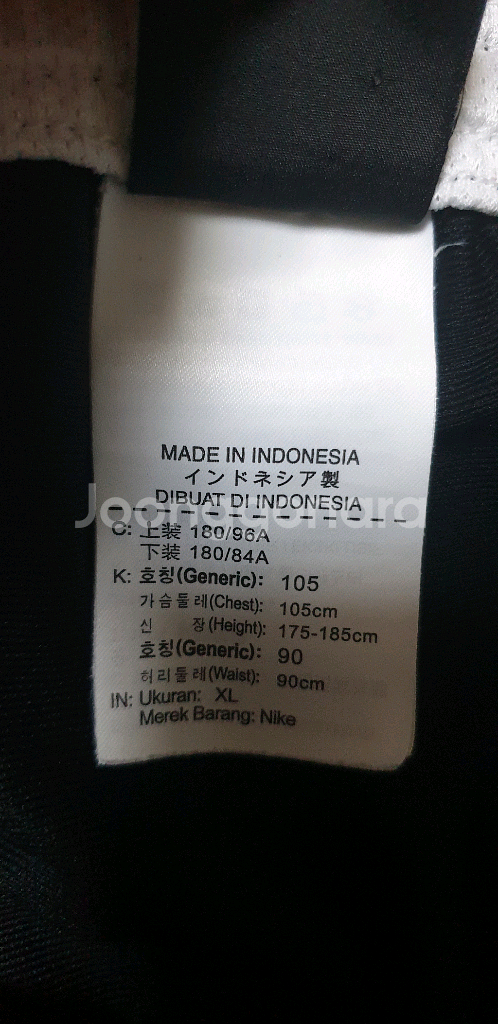 MADE IN INDONESIA
インドネシア製
DIBUAT DI INDONESIA
Joonggonara
C: 上装 180/96A
下装 180/84A
K: 호칭(Generic): 105
가슴둘레(Chest): 105cm
신 장(Height): 175-185cm
호칭(Generic): 90
허리둘레(Waist): 90cm
IN: Ukuran: XL
Merek Barang: Nike